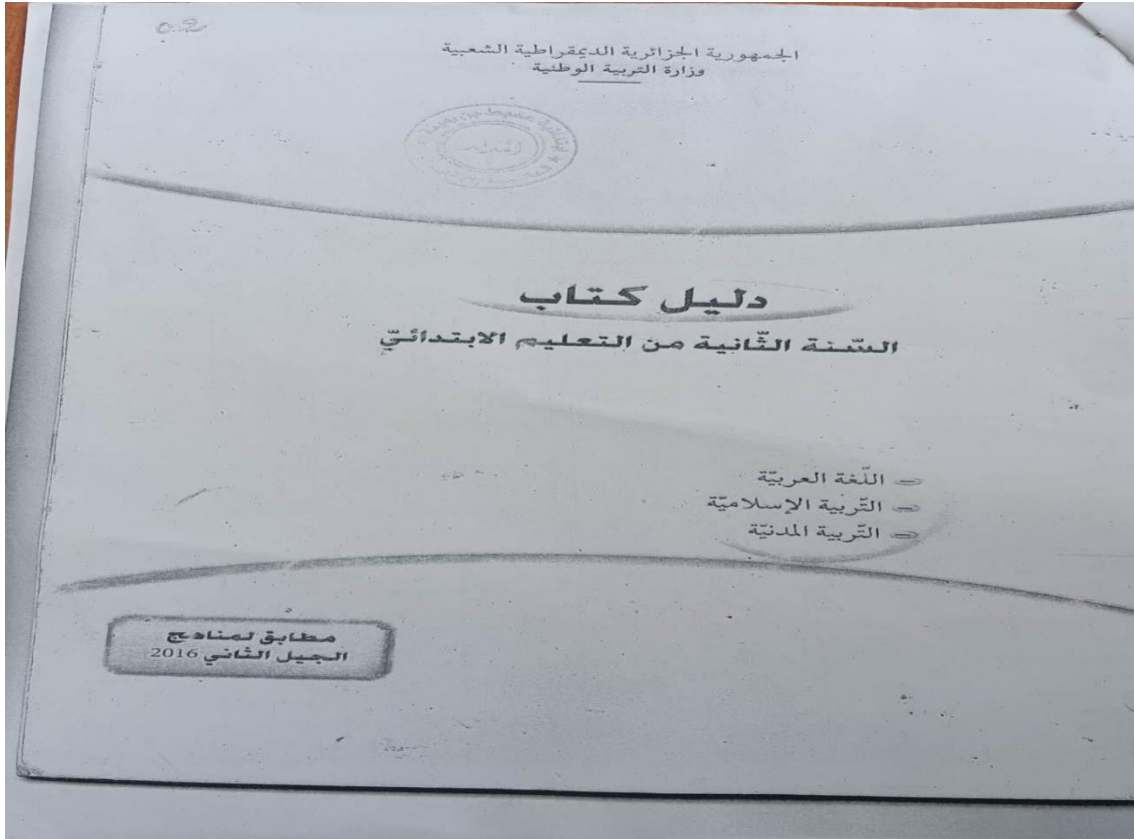 الجمهورية الجزائرية الديمقراطية الشعبية
وزارة التربية الوطنية
دليل كتاب
السّنة الثّانية من التعليم الابتدائيّ
اللّغة العربيّة
التّربية الإسلاميّة
التّربية المدنيّة
مطابق لمناهج
الجيل الثاني 2016